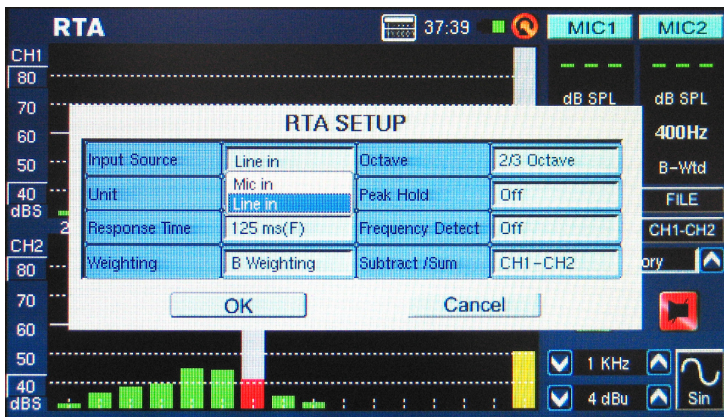 RTA 37:39 MIC1 MIC2
CH1
80
70 dB SPL dB SPL
60 400Hz
50 B-Wtd
40 FILE
dBS
CH1-CH2
CH2
80
70
60
50 1 KHz
40
dBS 4 dBu Sin
RTA SETUP
Input Source Line in Octave 2/3 Octave
Mic in
Line in
Unit Peak Hold Off
Response Time 125 ms(F) Frequency Detect Off
Weighting B Weighting Subtract /Sum CH1-CH2
OK Cancel